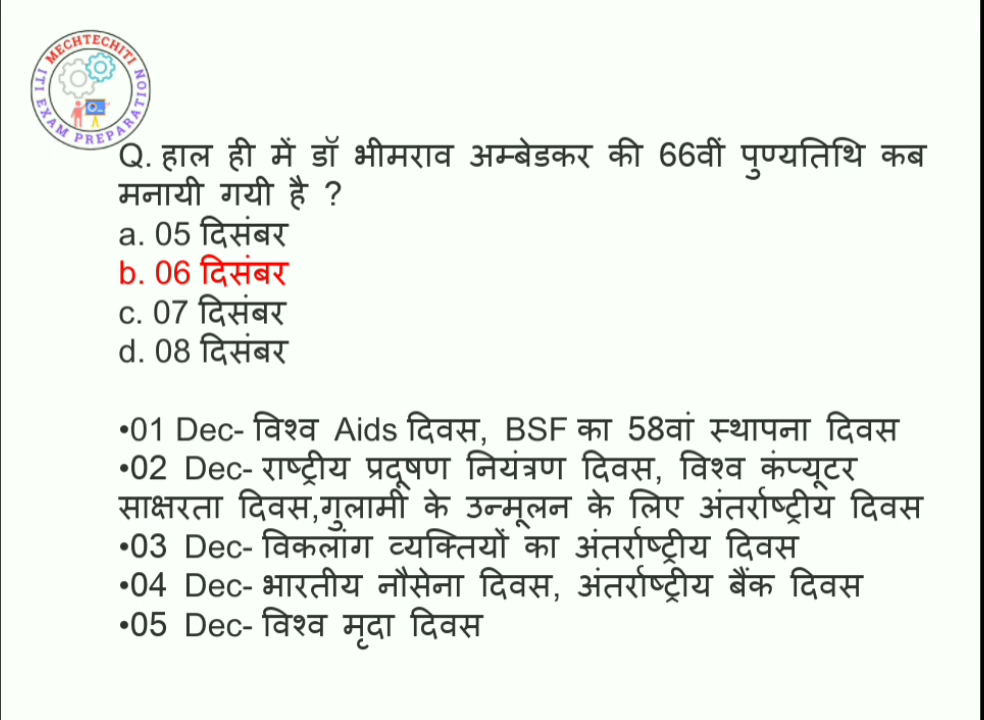 MECHTECHITI
ITI EXAM PREPARATION
Q. हाल ही में डॉ भीमराव अम्बेडकर की 66वीं पुण्यतिथि कब
मनायी गयी है ?
a. 05 दिसंबर
b. 06 दिसंबर
c. 07 दिसंबर
d. 08 दिसंबर
•01 Dec- विश्व Aids दिवस, BSF का 58वां स्थापना दिवस
•02 Dec- राष्ट्रीय प्रदूषण नियंत्रण दिवस, विश्व कंप्यूटर
साक्षरता दिवस,गुलामी के उन्मूलन के लिए अंतर्राष्ट्रीय दिवस
•03 Dec- विकलांग व्यक्तियों का अंतर्राष्ट्रीय दिवस
•04 Dec- भारतीय नौसेना दिवस, अंतर्राष्ट्रीय बैंक दिवस
•05 Dec- विश्व मृदा दिवस